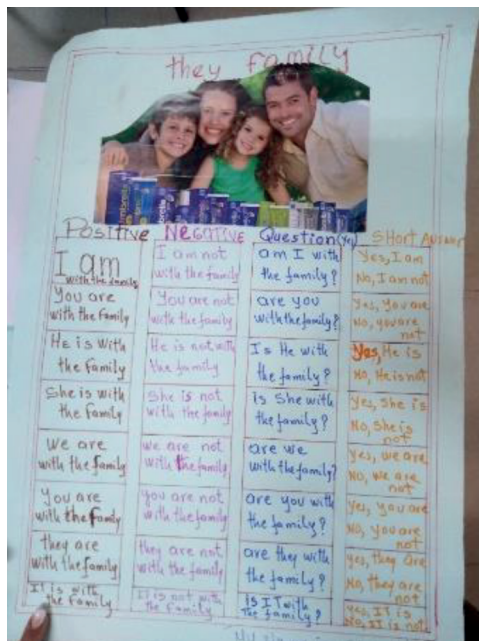 they family
Positive Negative Question(?) Short Answer
I am
with the family
I am not
with the family
am I with
the family?
Yes, I am
No, I am not
You are
with the Family
You are not
with the family
are you
with the family?
Yes, You are
No, you are
not
He is with
the family
He is not with
the family
Is He with
the family?
Yes, He is
No, He is not
She is with
the family
She is not
with the family
Is She with
the family?
Yes, She is
No, She is
not
We are
with the family
we are not
with the family
are we
with the family?
Yes, we are
No, we are
not
You are
with the Family
you are not
with the family
are you with
the family?
Yes, You are
No, you are
not
they are
with the family
they are not
with the family
are they with
the family?
Yes, they are
No, they are
not
It is with
the family
It is not with
the family
Is IT with
the family?
Yes, IT is
No, IT is not